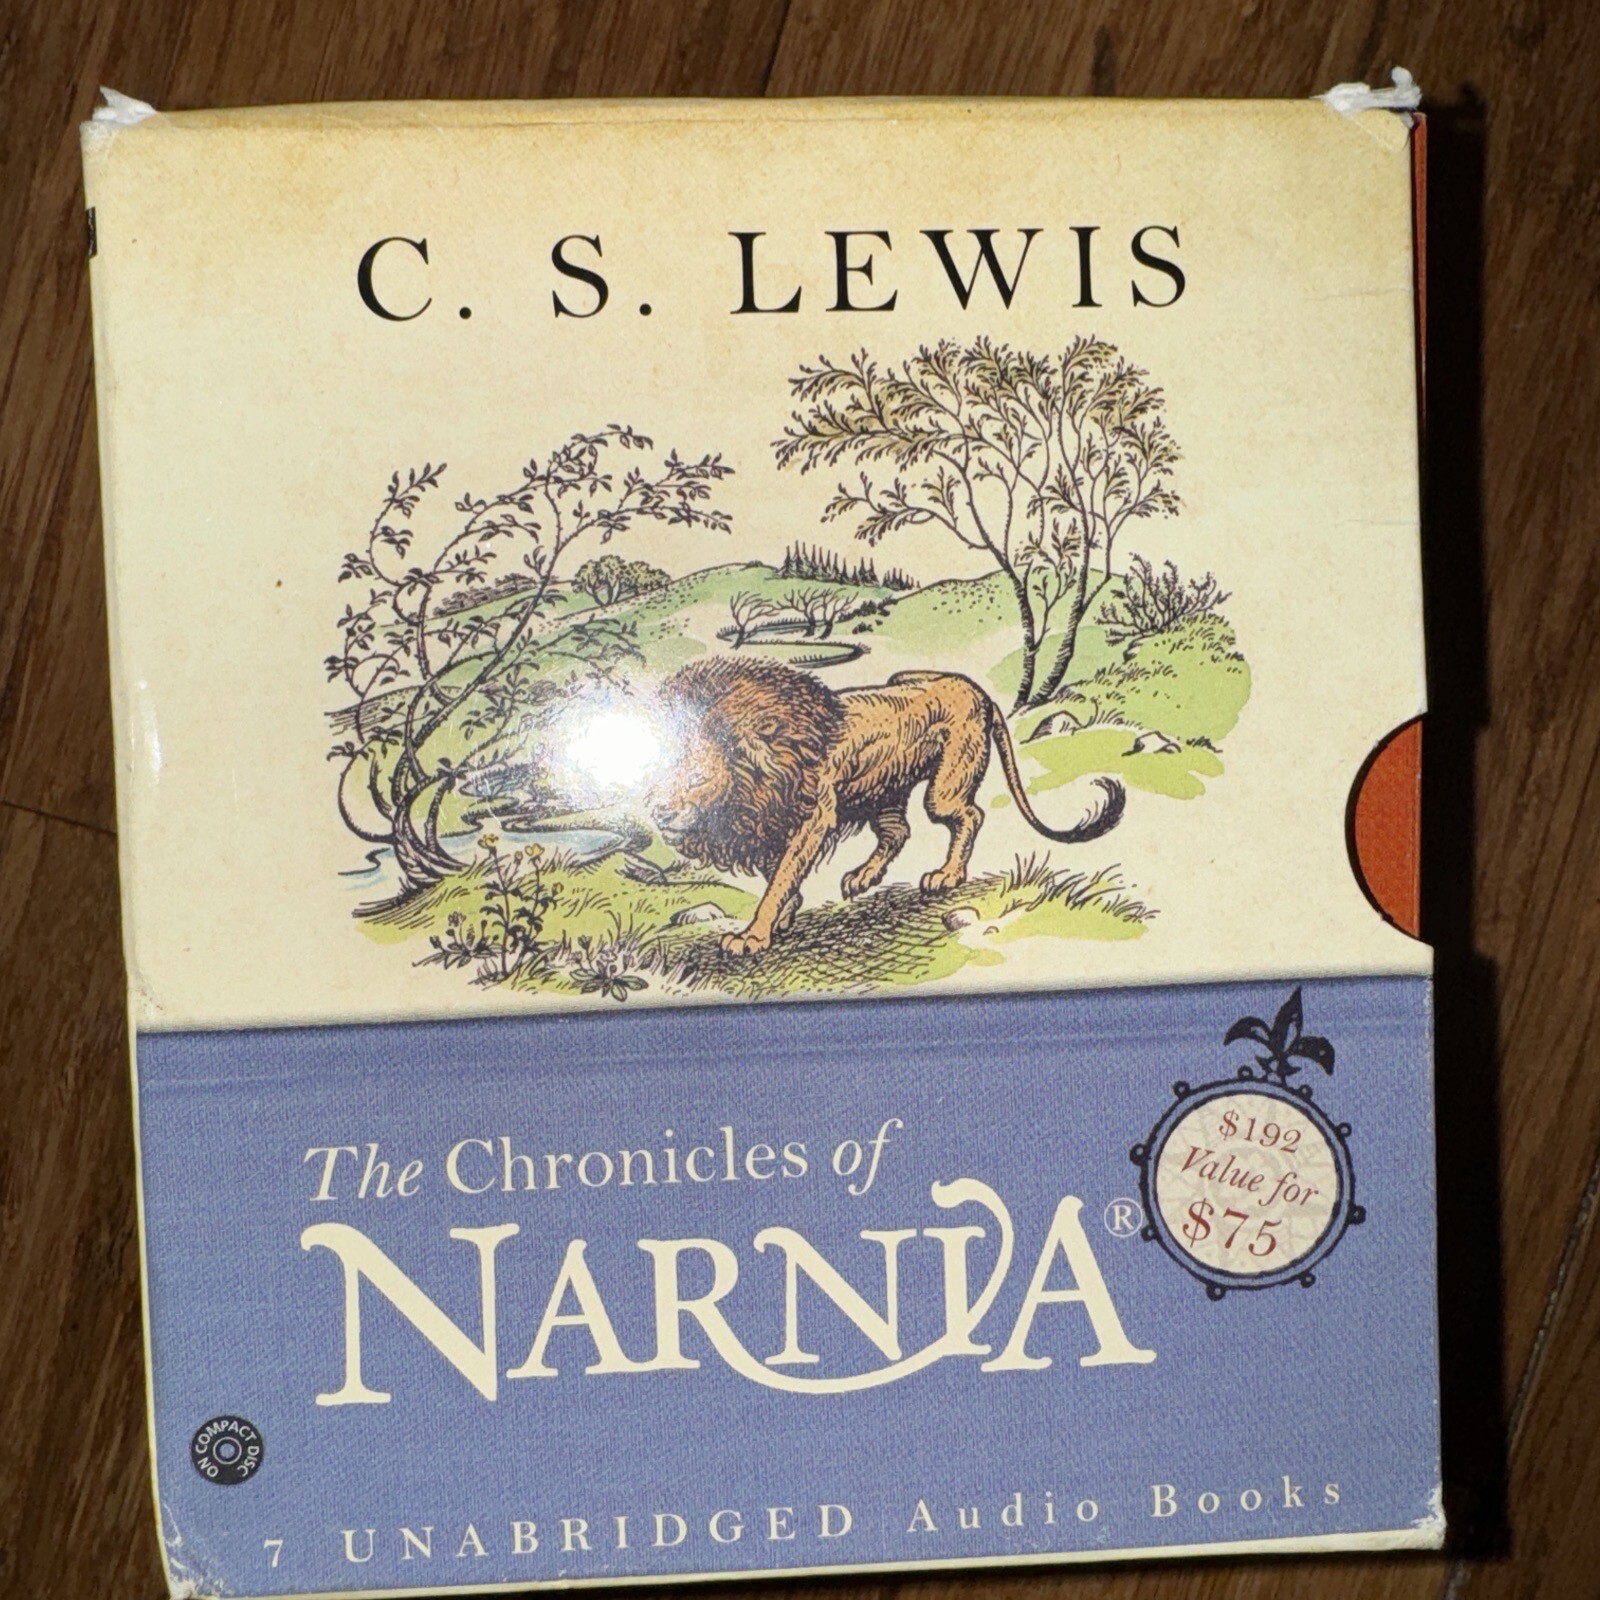 C. S. LEWIS
The Chronicles of
NARNIA®
$192
Value for
$75
ON COMPACT DISC
7 UNABRIDGED Audio Books